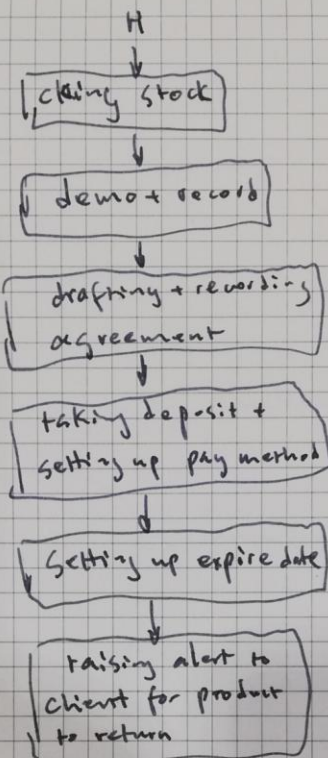 H
cking stock
demo + record
drafting + recording
agreement
taking deposit +
setting up pay method
Setting up expire date
raising alert to
client for product
to return